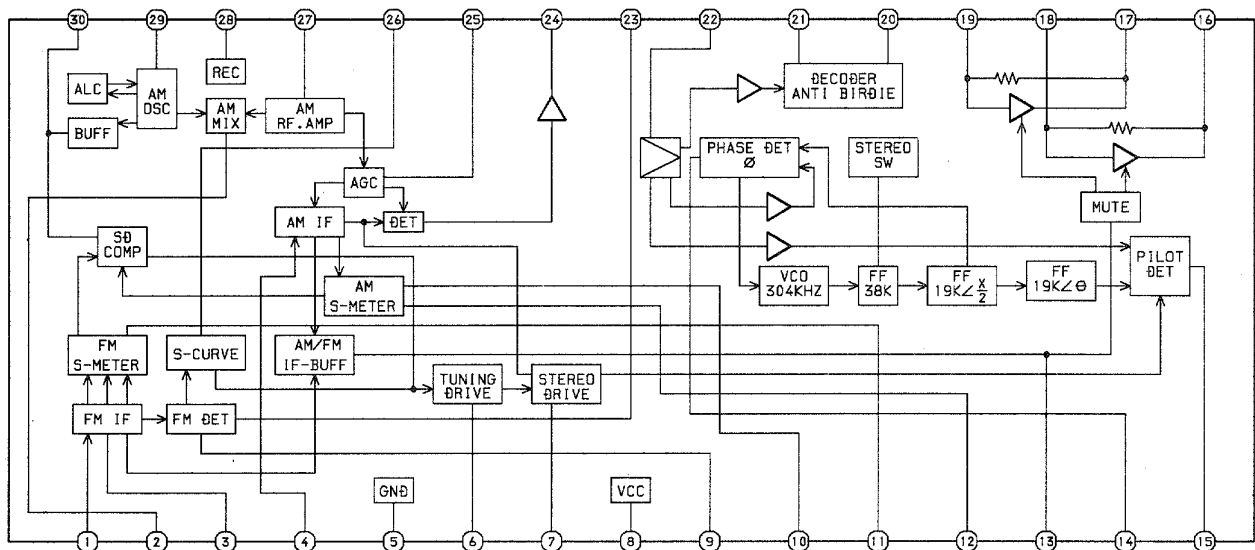 30 29 28 27 26 25 24 23 22 21 20 19 18 17 16
REC
ALC
AM
OSC
DECODER
ANTI BIRDIE
AM
MIX
AM
RF.AMP
BUFF
PHASE DET
Ø
STEREO
SW
AGC
MUTE
AM IF
DET
SD
COMP
PILOT
DET
VCO
304KHZ
FF
38K
FF
19K∠X/2
FF
19K∠θ
AM
S-METER
FM
S-METER
S-CURVE
AM/FM
IF-BUFF
TUNING
DRIVE
STEREO
DRIVE
FM IF
FM DET
GND
VCC
1 2 3 4 5 6 7 8 9 10 11 12 13 14 15